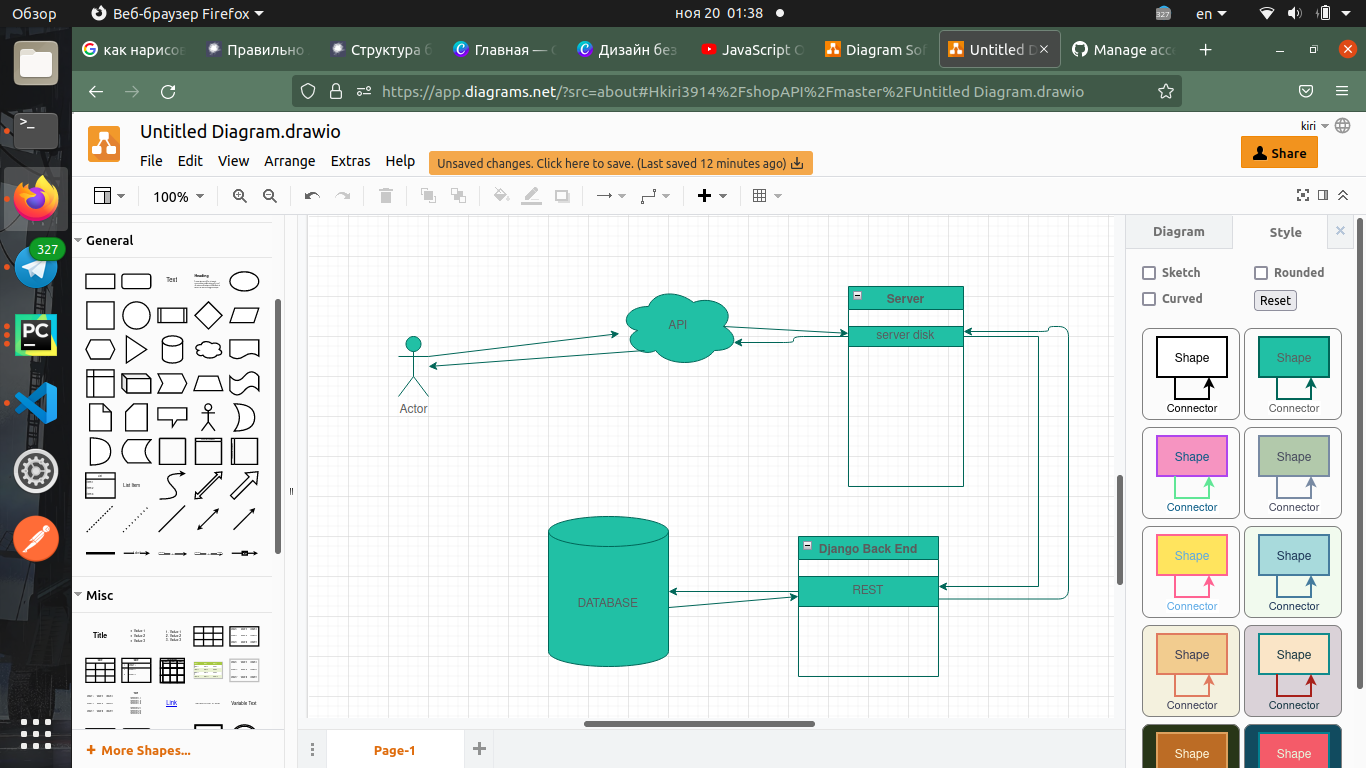 Обзор
Веб-браузер Firefox
ноя 20 01:38
327
en
как нарисов
Правильно
Структура б
Главная — C
Дизайн без
JavaScript O
Diagram Sof
Untitled D
Manage acc
https://app.diagrams.net/?src=about#Hkiri3914%2FshopAPI%2Fmaster%2FUntitled Diagram.drawio
Untitled Diagram.drawio
kiri
File Edit View Arrange Extras Help
Unsaved changes. Click here to save. (Last saved 12 minutes ago)
Share
100%
327
PC
General
Text
Heading
List Item
Misc
Title
Link
Variable Text
+ More Shapes...
Actor
API
Server
server disk
DATABASE
Django Back End
REST
Page-1
Diagram
Style
Sketch
Rounded
Curved
Reset
Shape
Connector
Shape
Connector
Shape
Connector
Shape
Connector
Shape
Connector
Shape
Connector
Shape
Connector
Shape
Connector
Shape
Shape